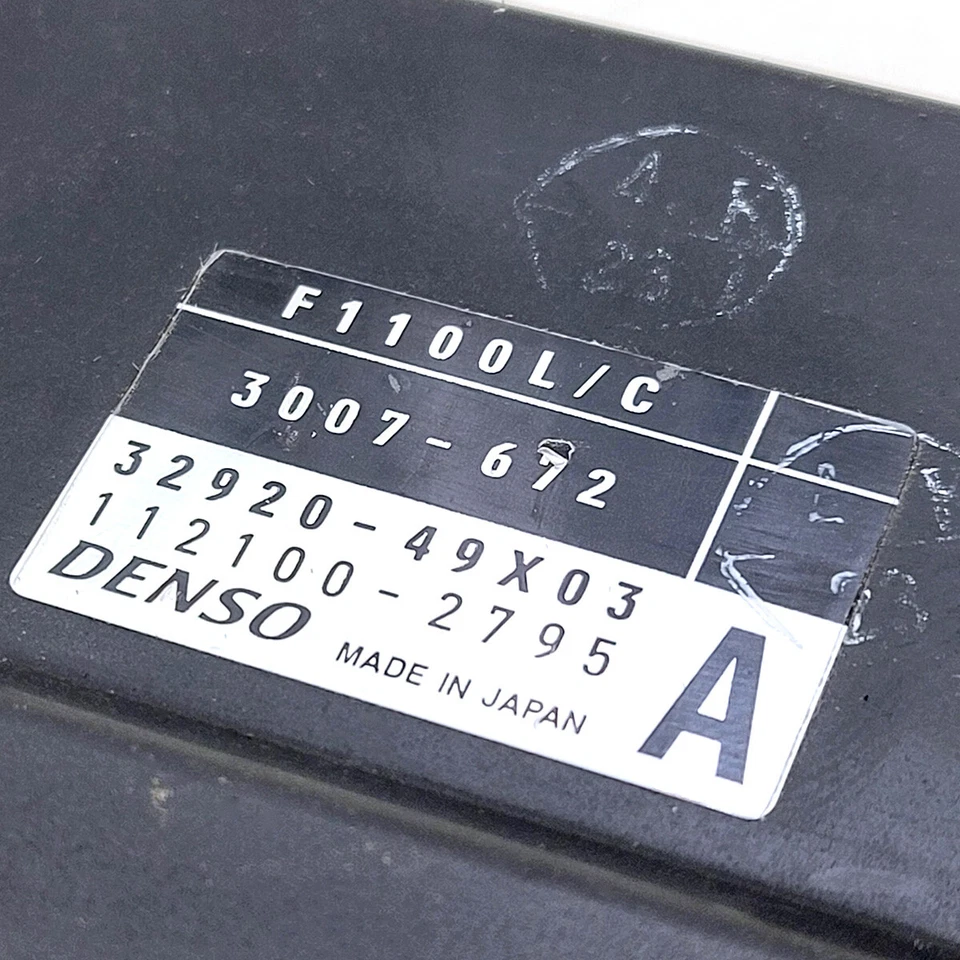 F1100L/C
3007-672
32920-49X03
112100-2795
DENSO
MADE IN JAPAN
A